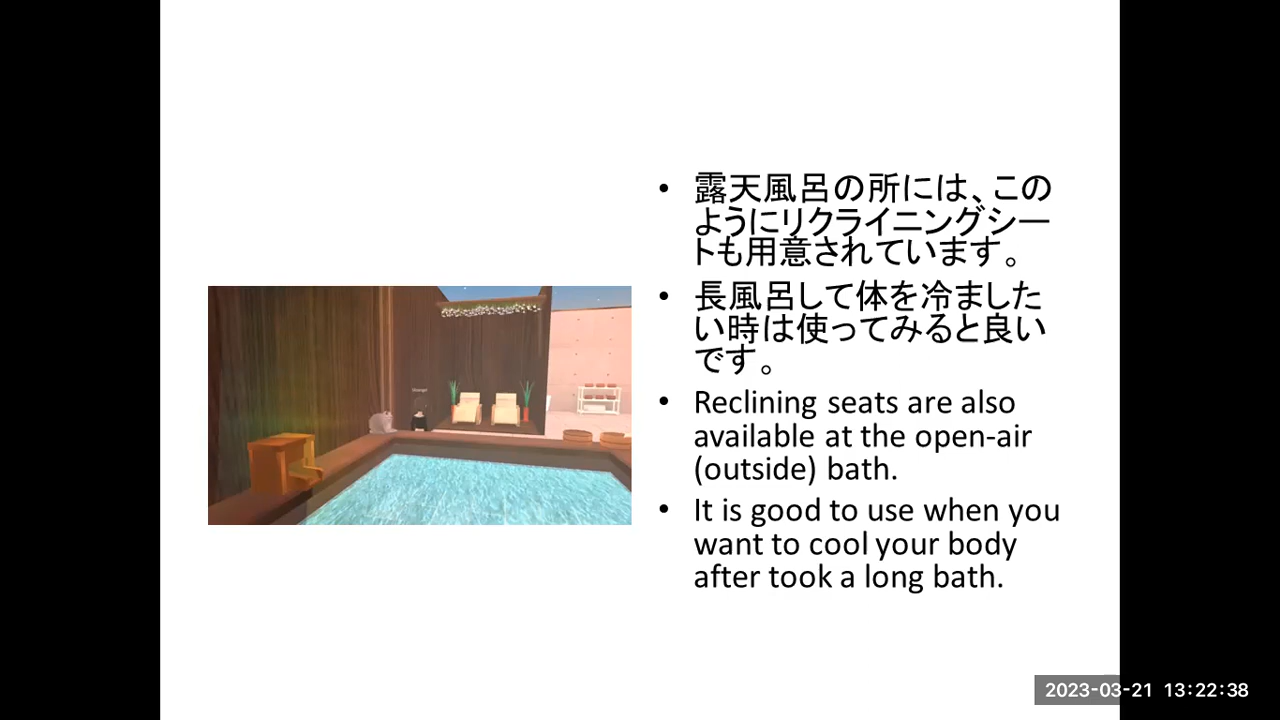 • 露天風呂の所には、この
ようにリクライニングシー
トも用意されています。
• 長風呂して体を冷ました
い時は使ってみると良い
です。
• Reclining seats are also
available at the open-air
(outside) bath.
• It is good to use when you
want to cool your body
after took a long bath.
2023-03-21 13:22:38